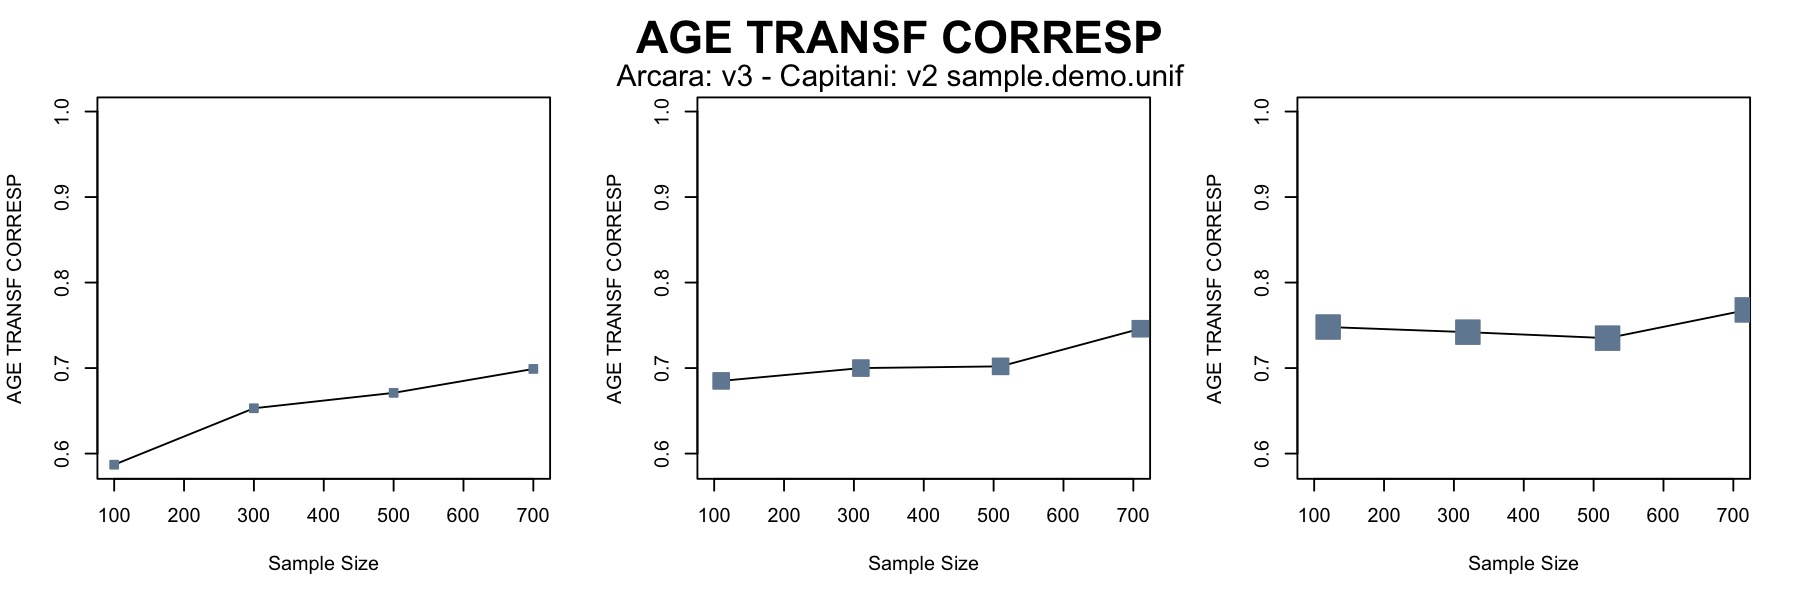 AGE TRANSF CORRESP
Arcara: v3 - Capitani: v2 sample.demo.unif
AGE TRANSF CORRESP
1.0
0.9
0.8
0.7
0.6
100 200 300 400 500 600 700
Sample Size
AGE TRANSF CORRESP
1.0
0.9
0.8
0.7
0.6
100 200 300 400 500 600 700
Sample Size
AGE TRANSF CORRESP
1.0
0.9
0.8
0.7
0.6
100 200 300 400 500 600 700
Sample Size